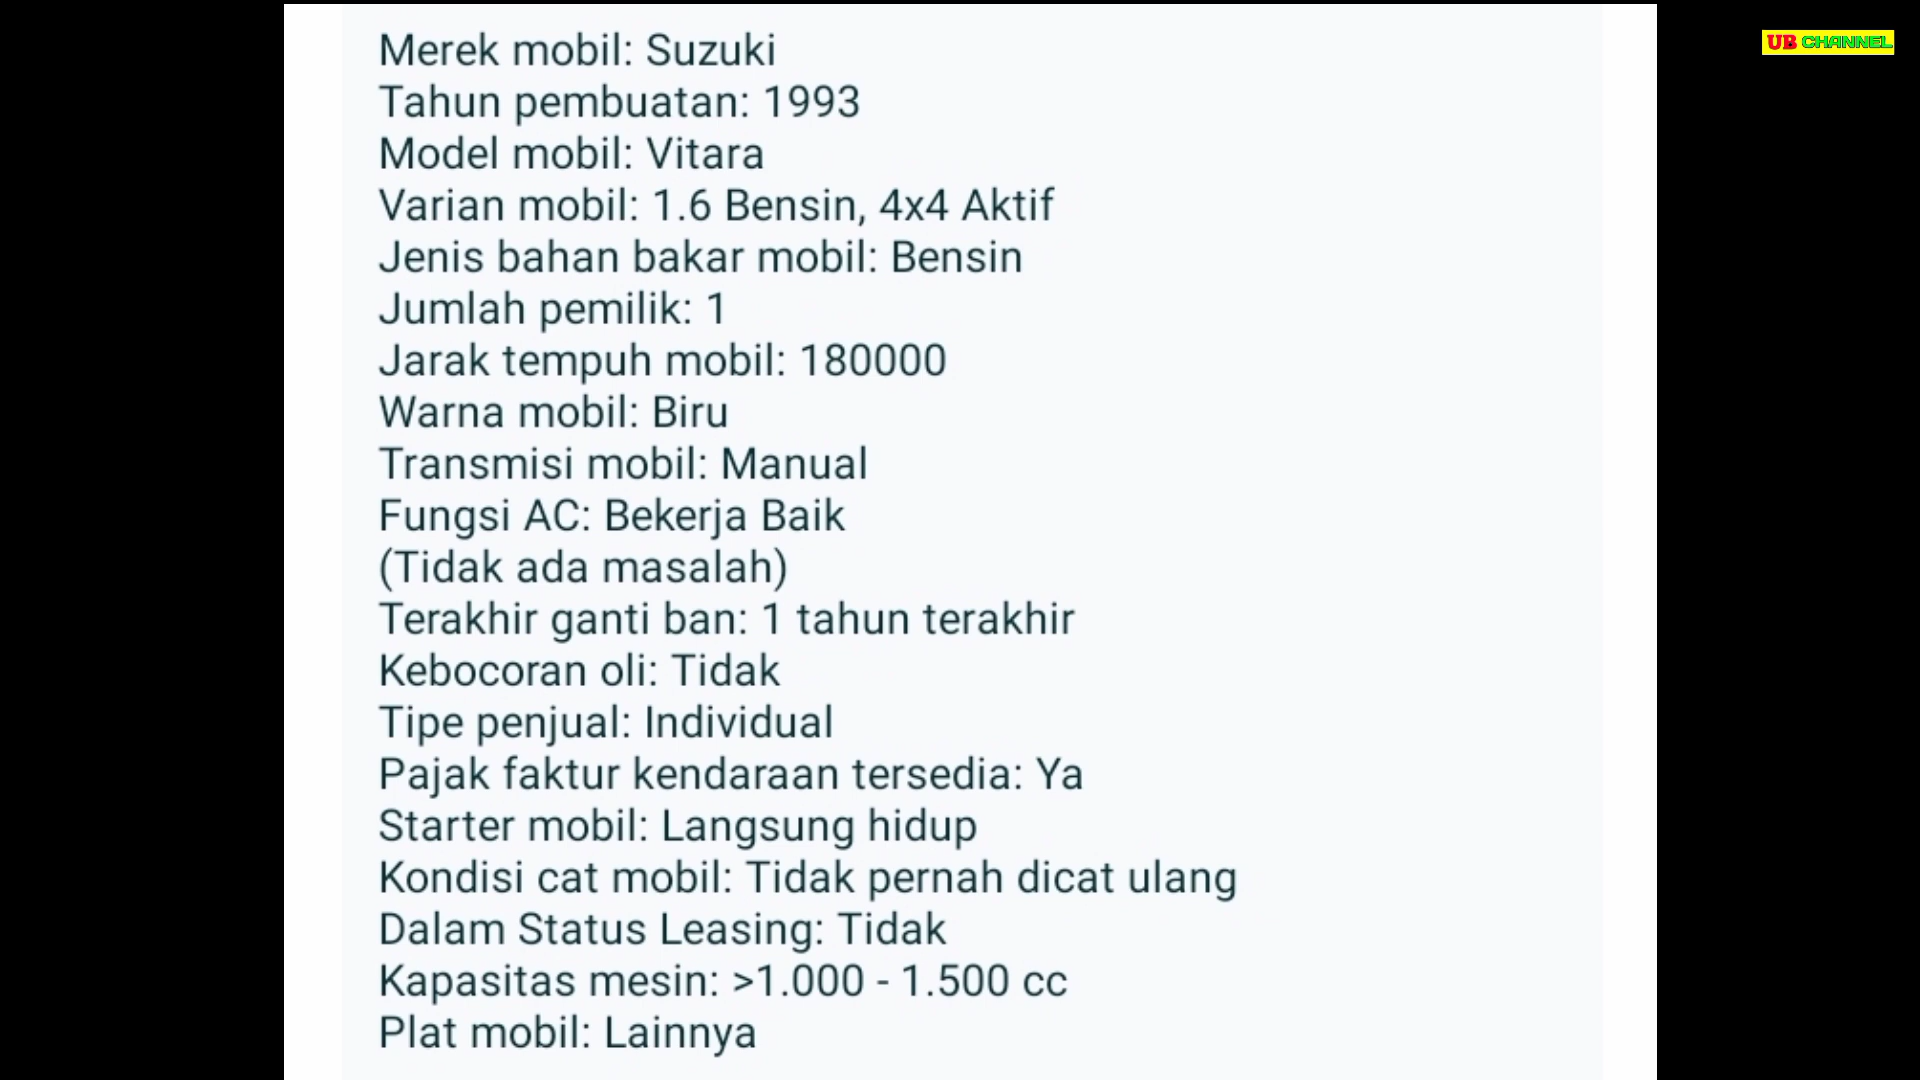 Merek mobil: Suzuki
Tahun pembuatan: 1993
Model mobil: Vitara
Varian mobil: 1.6 Bensin, 4x4 Aktif
Jenis bahan bakar mobil: Bensin
Jumlah pemilik: 1
Jarak tempuh mobil: 180000
Warna mobil: Biru
Transmisi mobil: Manual
Fungsi AC: Bekerja Baik
(Tidak ada masalah)
Terakhir ganti ban: 1 tahun terakhir
Kebocoran oli: Tidak
Tipe penjual: Individual
Pajak faktur kendaraan tersedia: Ya
Starter mobil: Langsung hidup
Kondisi cat mobil: Tidak pernah dicat ulang
Dalam Status Leasing: Tidak
Kapasitas mesin: >1.000 - 1.500 cc
Plat mobil: Lainnya
UB CHANNEL